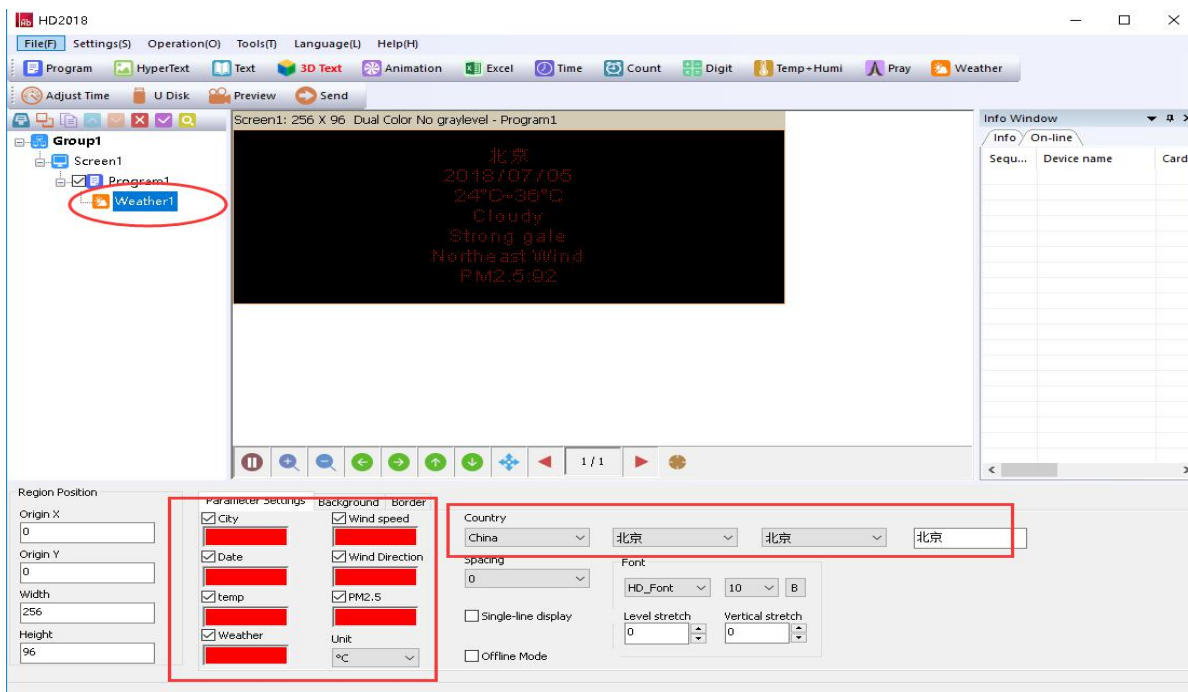 HD2018
File(F) Settings(S) Operation(O) Tools(T) Language(L) Help(H)
Program HyperText Text 3D Text Animation Excel Time Count Digit Temp+Humi Pray Weather
Adjust Time U Disk Preview Send
Group1
Screen1
Program1
Weather1
Screen1: 256 X 96 Dual Color No graylevel - Program1
北京
2018/07/05
24°C~36°C
Cloudy
Strong gale
Northeast Wind
PM2.5:92
1/1
Info Window
Info On-line
Sequ... Device name Card
Region Position
Origin X
0
Origin Y
0
Width
256
Height
96
Parameter Settings Background Border
City Wind speed
Date Wind Direction
temp PM2.5
Weather Unit
°C
Country
China 北京 北京 北京
Spacing
0
Single-line display
Offline Mode
Font
HD_Font 10 B
Level stretch Vertical stretch
0 0